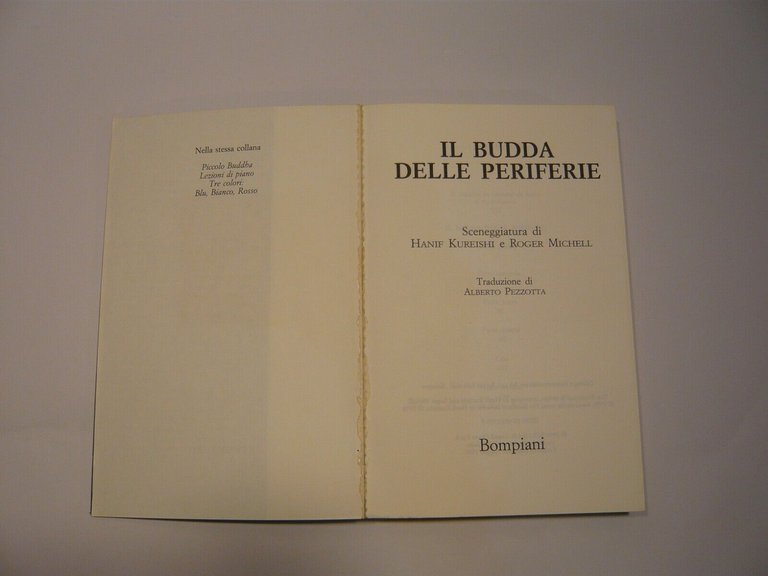 Nella stessa collana
Piccolo Buddha
Lezioni di piano
Tre colori:
Blu, Bianco, Rosso
IL BUDDA
DELLE PERIFERIE
Sceneggiatura di
HANIF KUREISHI e ROGER MICHELL
Traduzione di
ALBERTO PEZZOTTA
Bompiani